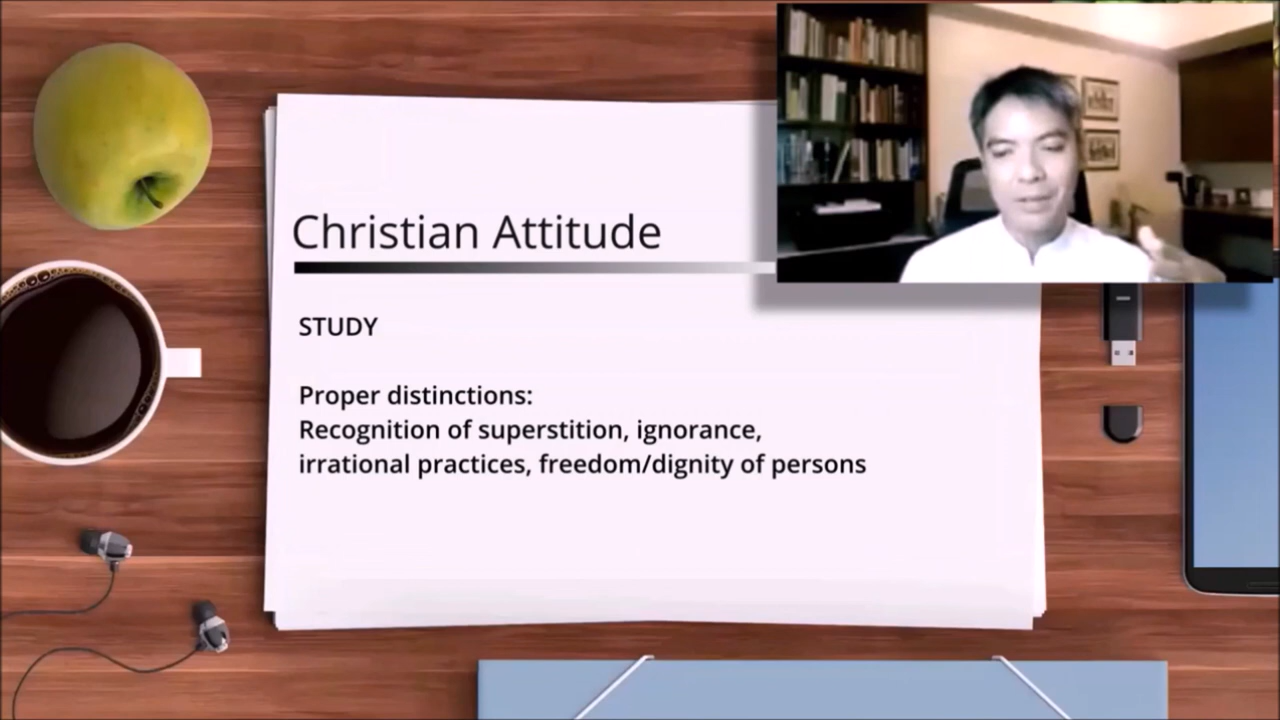 Christian Attitude
STUDY
Proper distinctions:
Recognition of superstition, ignorance,
irrational practices, freedom/dignity of persons